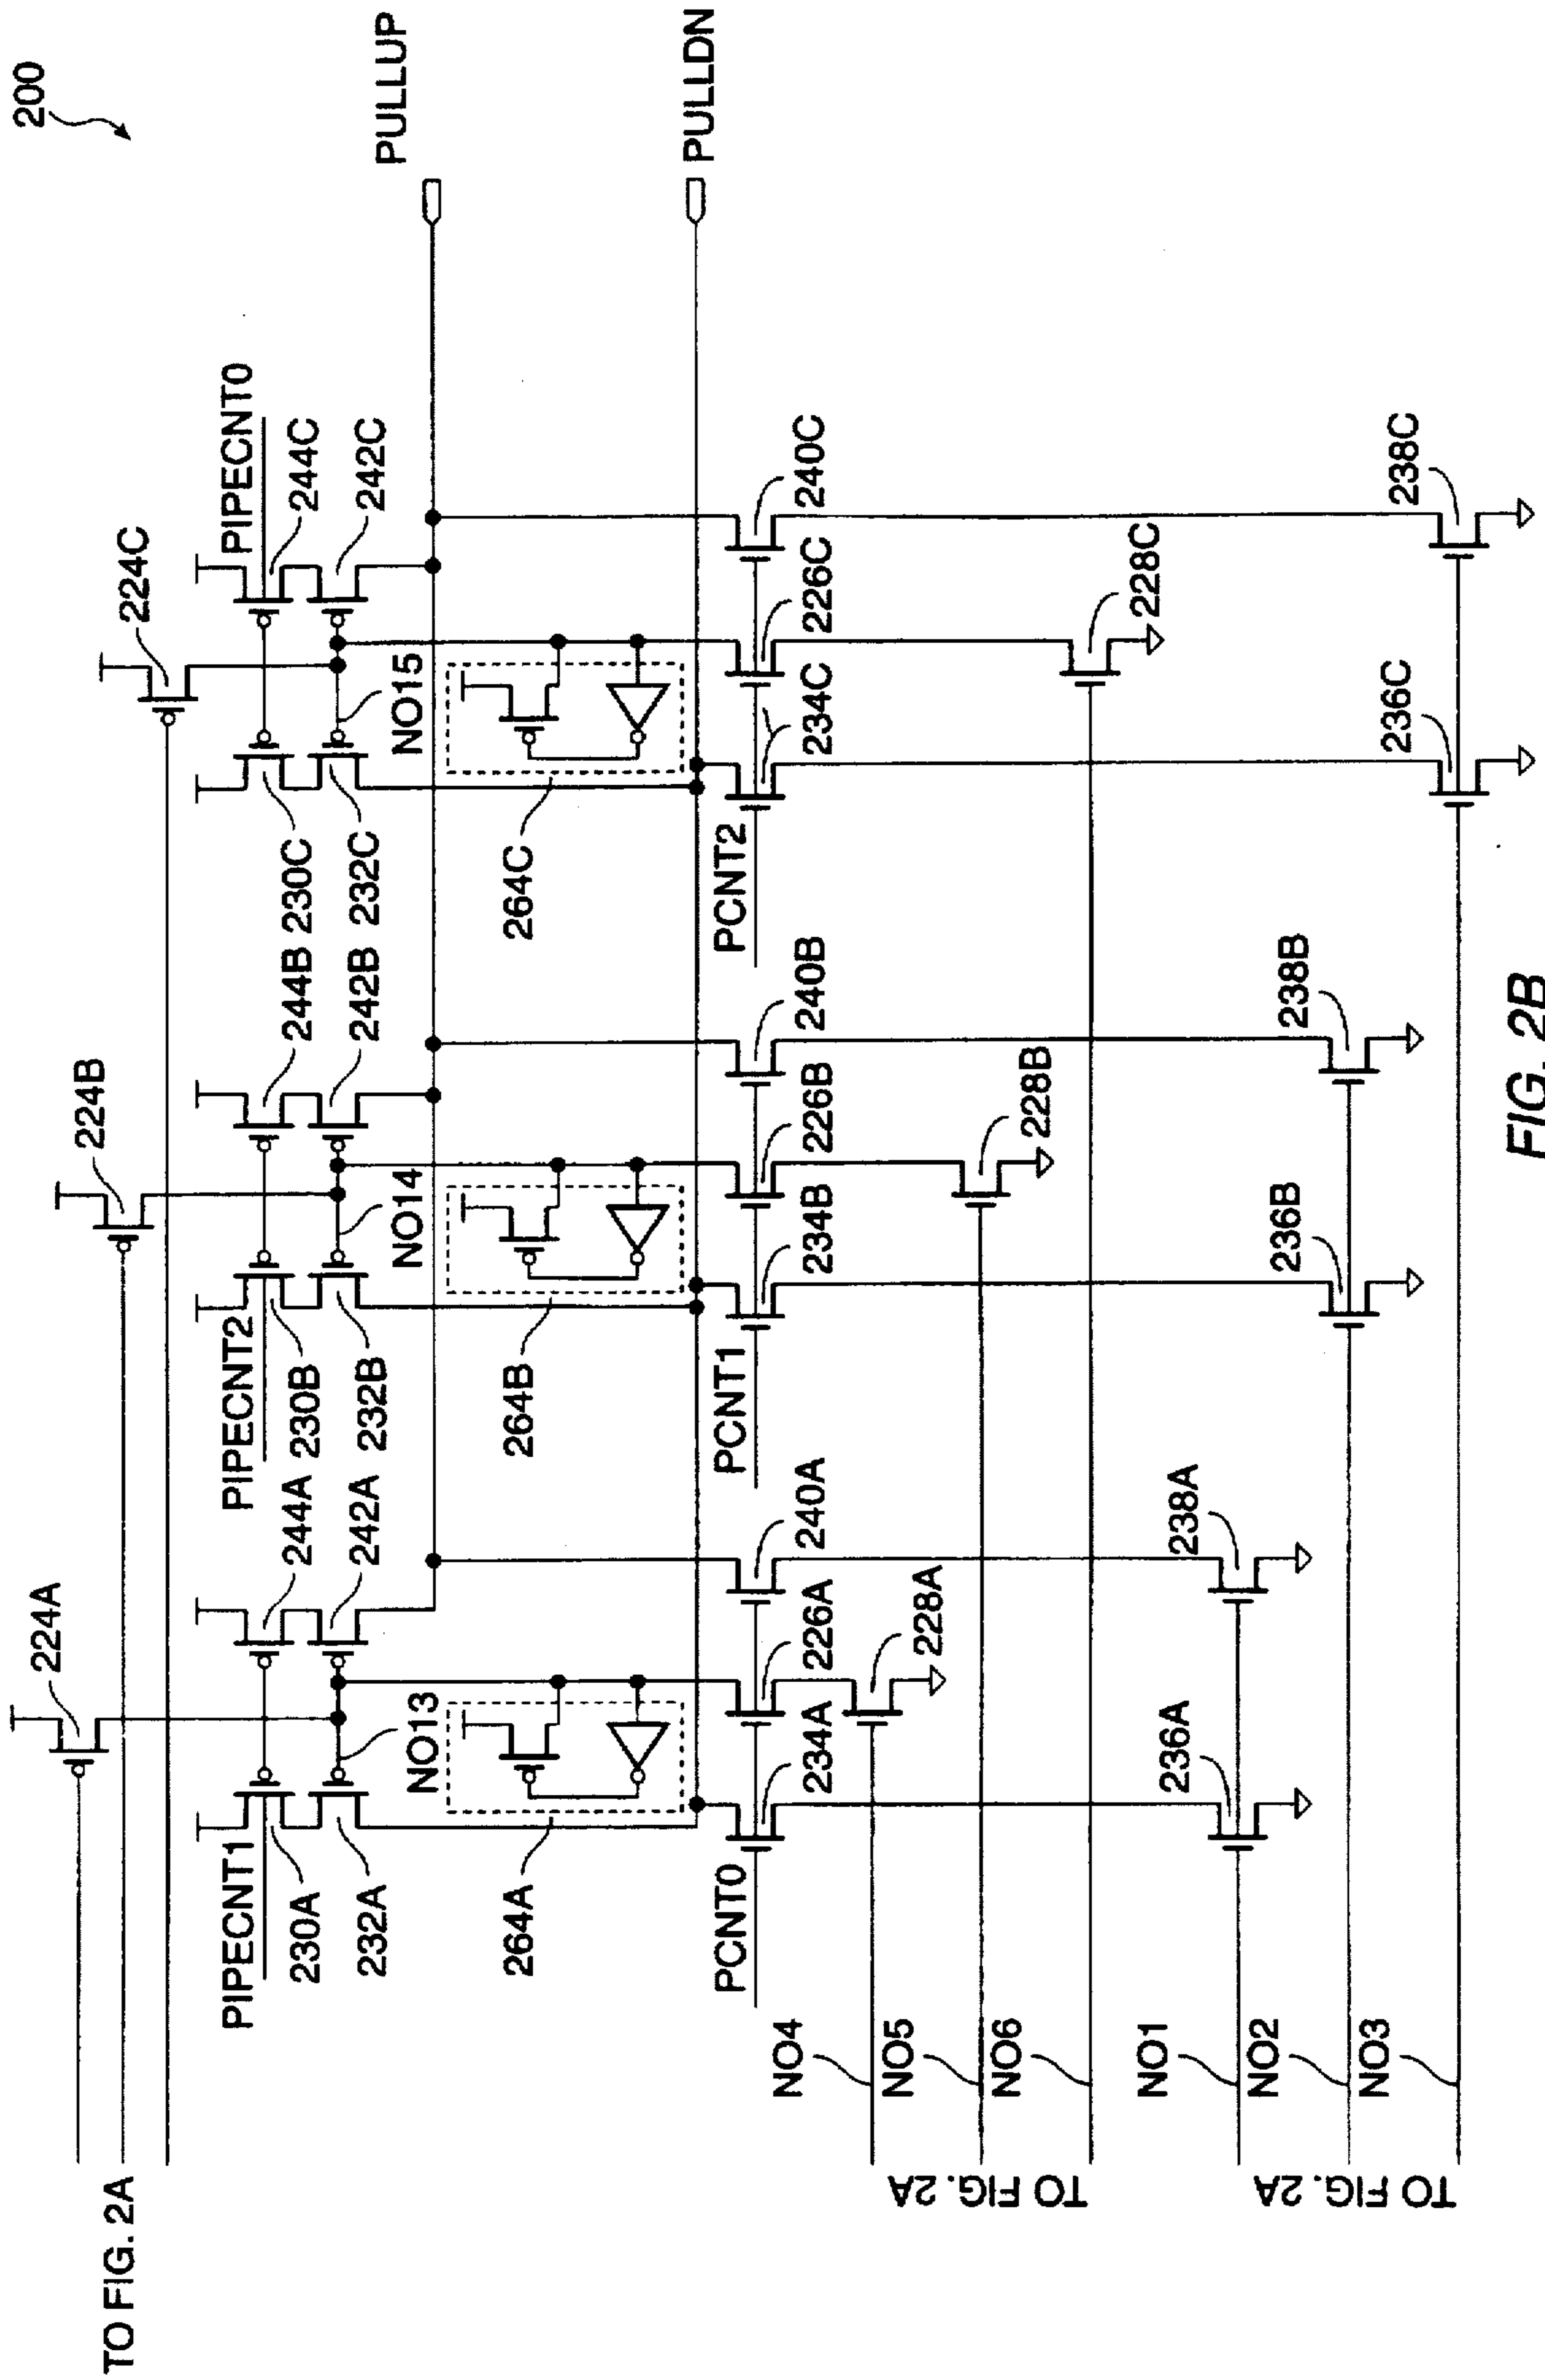 200
224A
224B
224C
TO FIG. 2A
PIPECNT1
244A
PIPECNT2
244B
PIPECNT0
230A
230B
230C
244C
232A
242A
232B
242B
232C
242C
PULLUP
NO13
NO14
NO15
264A
264B
264C
PULLDN
PCNT0
PCNT1
PCNT2
234A
226A
240A
234B
226B
240B
234C
226C
240C
NO4
228A
NO5
228B
NO6
228C
TO FIG. 2A
NO1
236A
238A
NO2
236B
238B
NO3
236C
238C
TO FIG. 2A
FIG. 2B